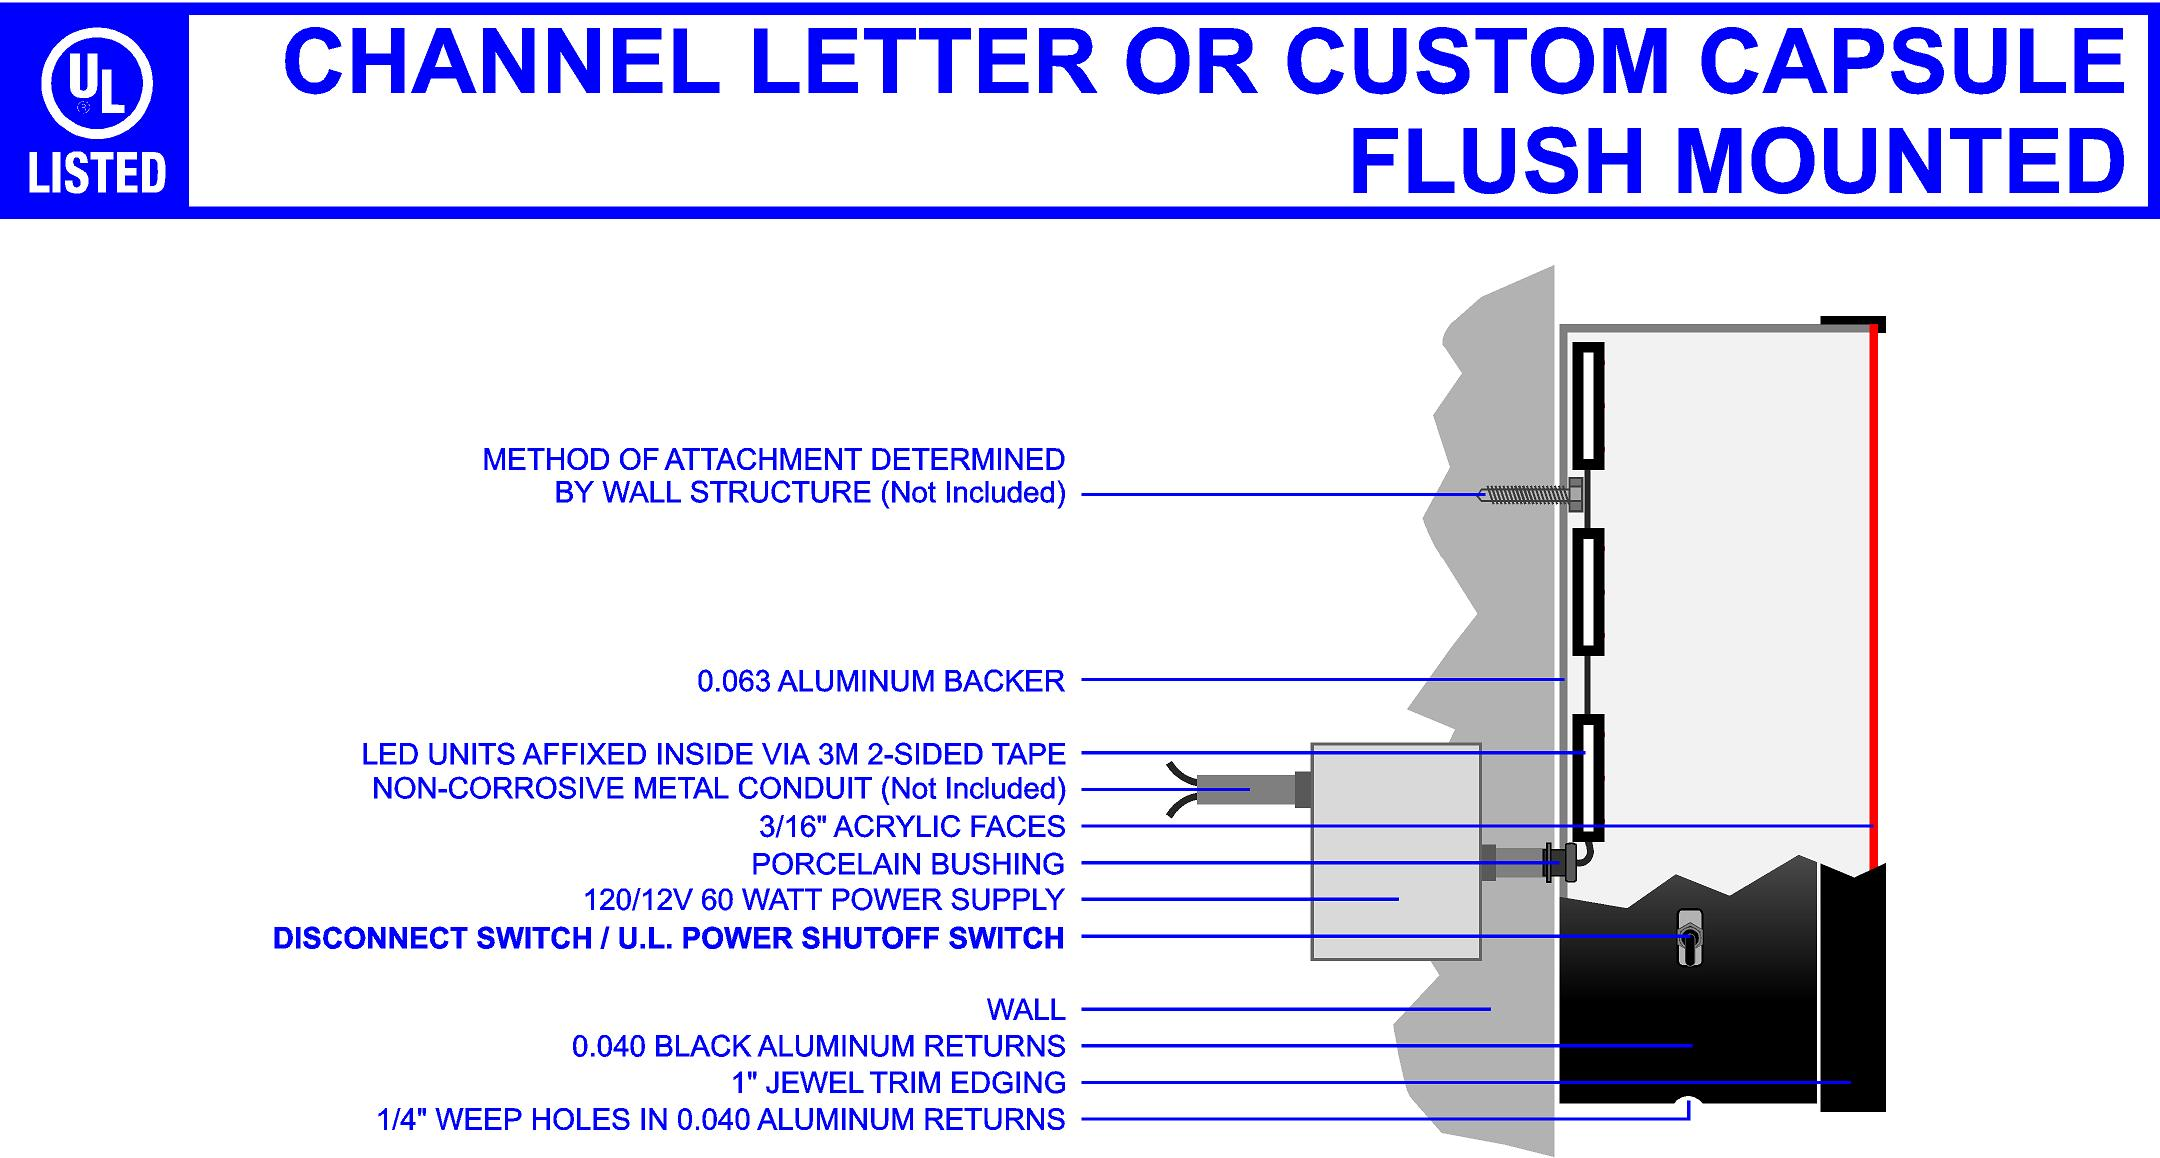 UL
®
LISTED
CHANNEL LETTER OR CUSTOM CAPSULE
FLUSH MOUNTED
METHOD OF ATTACHMENT DETERMINED
BY WALL STRUCTURE (Not Included)
0.063 ALUMINUM BACKER
LED UNITS AFFIXED INSIDE VIA 3M 2-SIDED TAPE
NON-CORROSIVE METAL CONDUIT (Not Included)
3/16" ACRYLIC FACES
PORCELAIN BUSHING
120/12V 60 WATT POWER SUPPLY
DISCONNECT SWITCH / U.L. POWER SHUTOFF SWITCH
WALL
0.040 BLACK ALUMINUM RETURNS
1" JEWEL TRIM EDGING
1/4" WEEP HOLES IN 0.040 ALUMINUM RETURNS